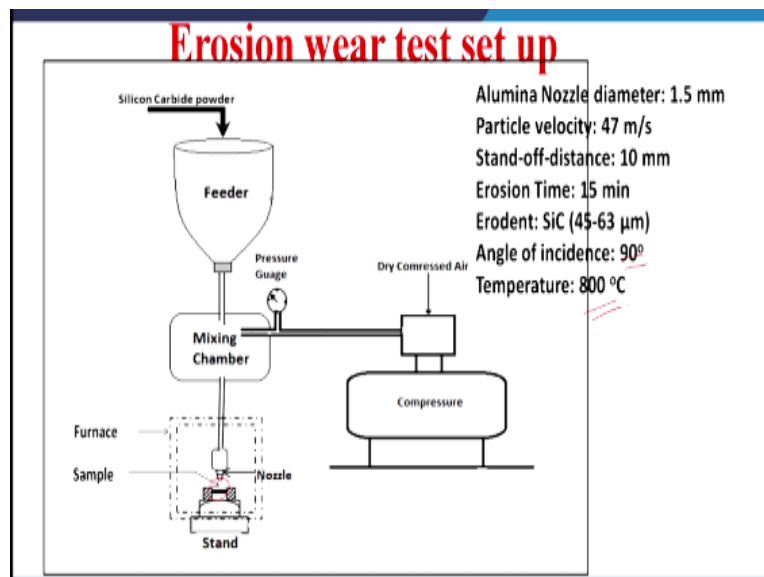 Erosion wear test set up
Silicon Carbide powder
Feeder
Pressure
Guage
Dry Comressed Air
Mixing
Chamber
Compressure
Furnace
Sample
Nozzle
Stand
Alumina Nozzle diameter: 1.5 mm
Particle velocity: 47 m/s
Stand-off-distance: 10 mm
Erosion Time: 15 min
Erodent: SiC (45-63 μm)
Angle of incidence: 90⁰
Temperature: 800 ⁰C